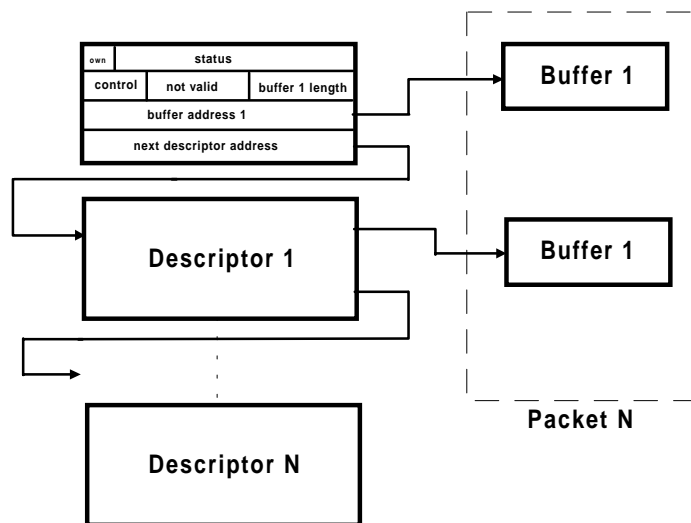 own status
control not valid buffer 1 length
buffer address 1
next descriptor address
Buffer 1
Descriptor 1
Buffer 1
Packet N
Descriptor N